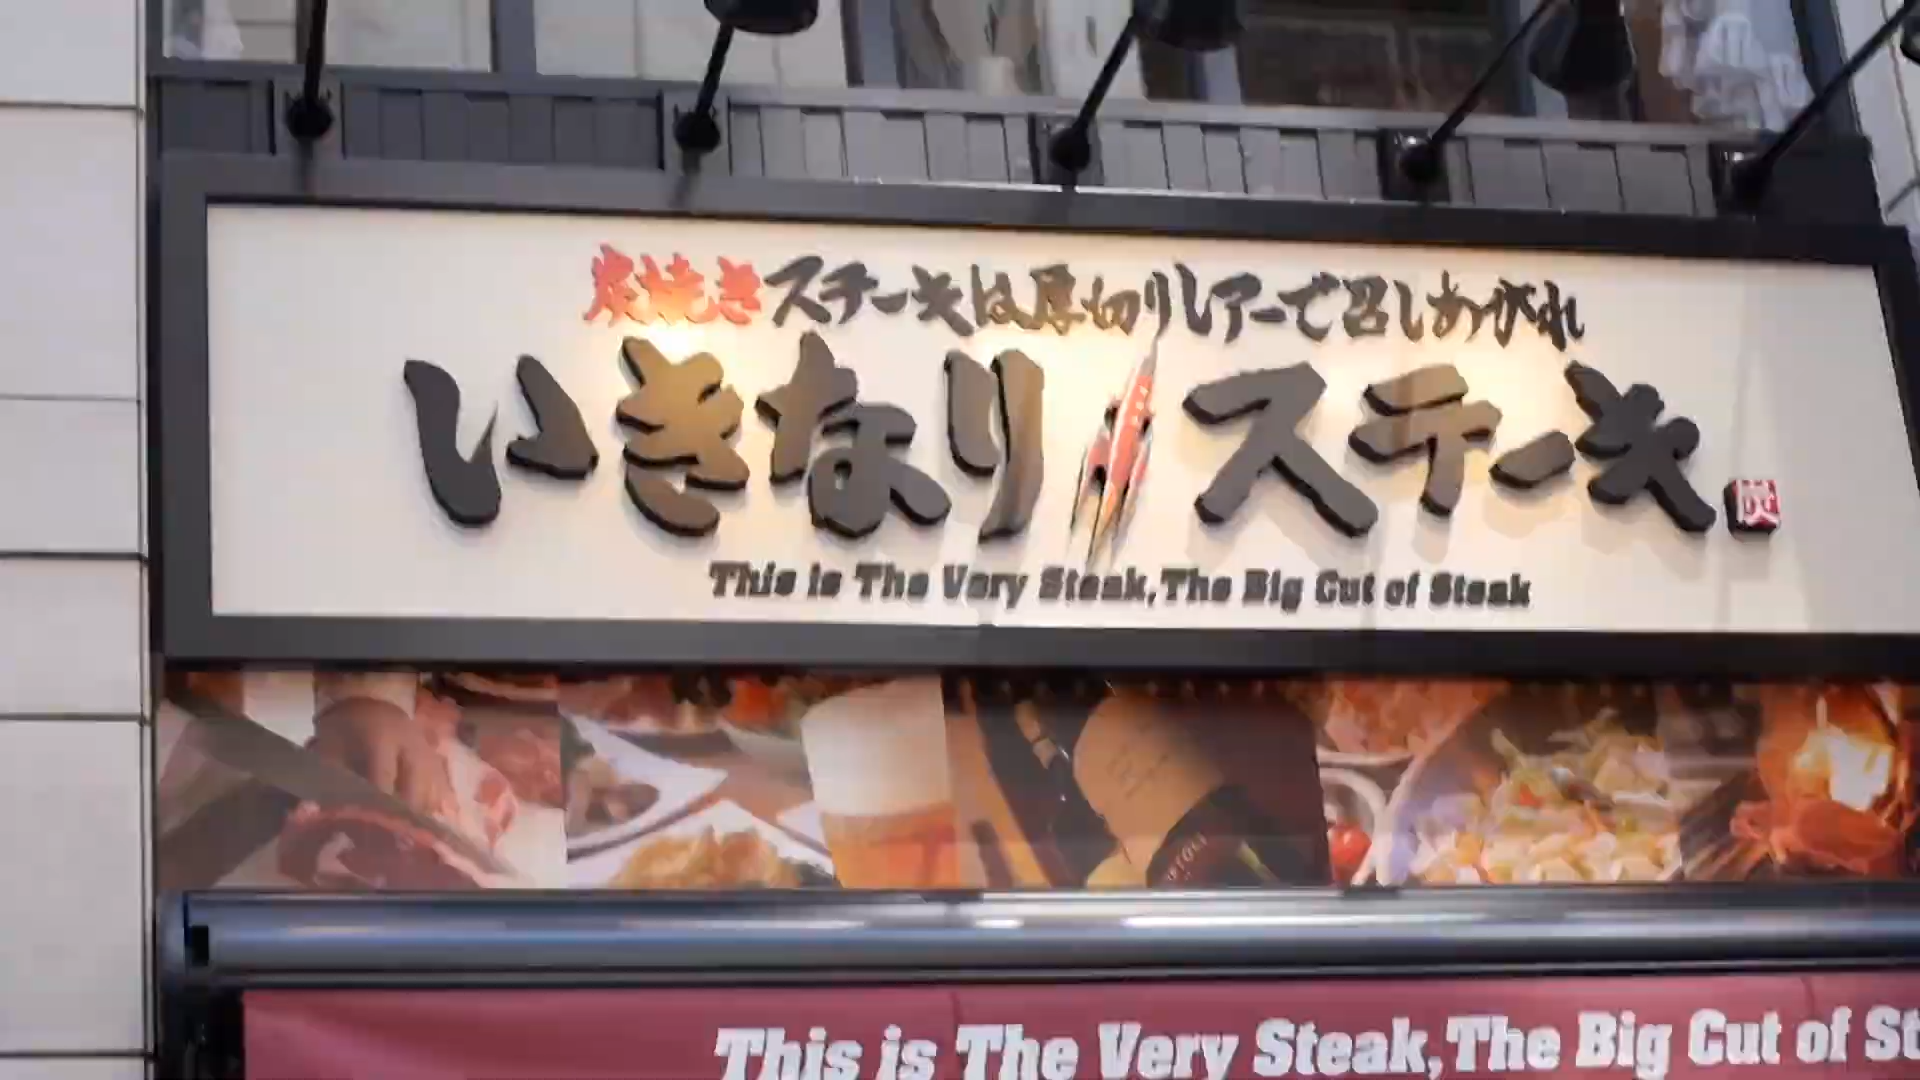 炭焼きステーキは厚切りレアーで召しあがれ
いきなりステーキ
炭
This is The Very Steak,The Big Cut of Steak
This is The Very Steak,The Big Cut of St